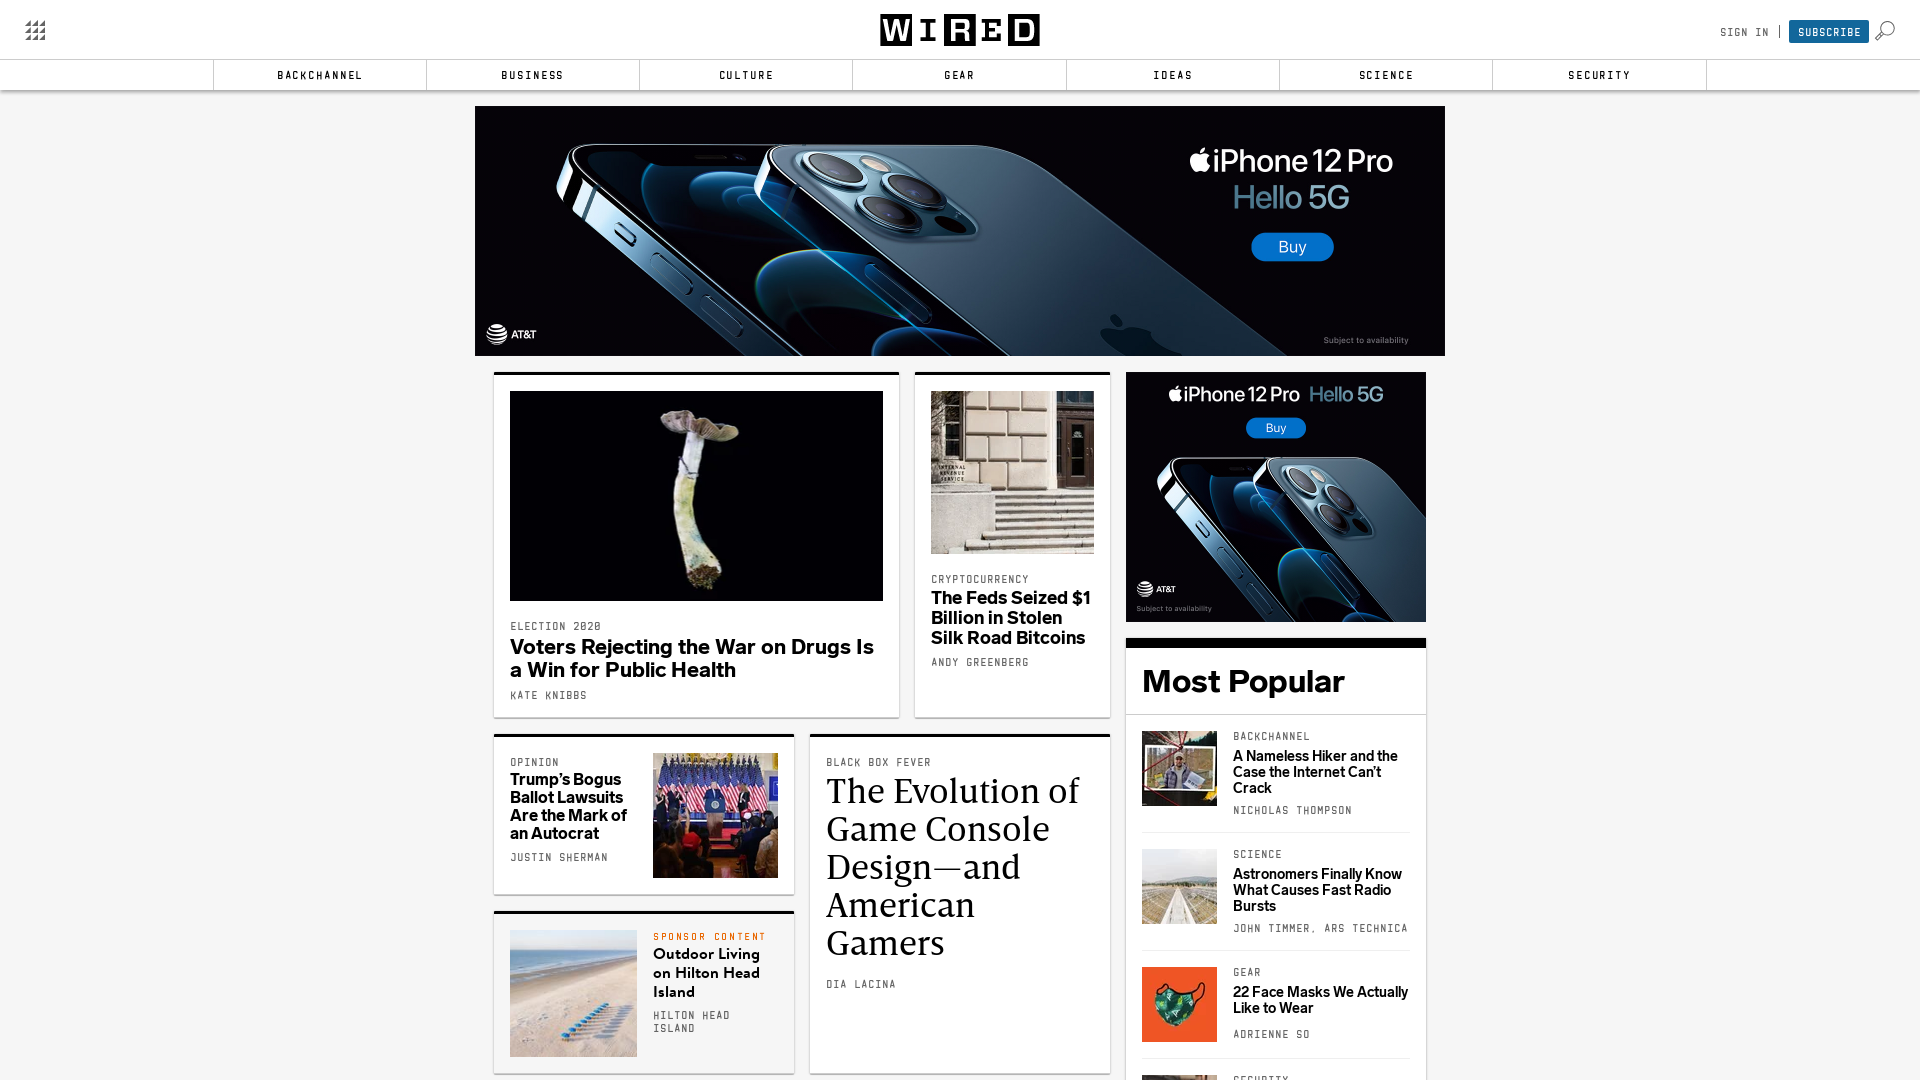 WIRED
SIGN IN
SUBSCRIBE
BACKCHANNEL
BUSINESS
CULTURE
GEAR
IDEAS
SCIENCE
SECURITY
iPhone 12 Pro
Hello 5G
Buy
AT&T
Subject to availability
ELECTION 2020
Voters Rejecting the War on Drugs Is
a Win for Public Health
KATE KNIBBS
INTERNAL
REVENUE
SERVICE
CRYPTOCURRENCY
The Feds Seized $1
Billion in Stolen
Silk Road Bitcoins
ANDY GREENBERG
iPhone 12 Pro Hello 5G
Buy
AT&T
Subject to availability
OPINION
Trump’s Bogus
Ballot Lawsuits
Are the Mark of
an Autocrat
JUSTIN SHERMAN
BLACK BOX FEVER
The Evolution of
Game Console
Design—and
American
Gamers
DIA LACINA
SPONSOR CONTENT
Outdoor Living
on Hilton Head
Island
HILTON HEAD
ISLAND
Most Popular
BACKCHANNEL
A Nameless Hiker and the
Case the Internet Can’t
Crack
NICHOLAS THOMPSON
SCIENCE
Astronomers Finally Know
What Causes Fast Radio
Bursts
JOHN TIMMER, ARS TECHNICA
GEAR
22 Face Masks We Actually
Like to Wear
ADRIENNE SO
SECURITY